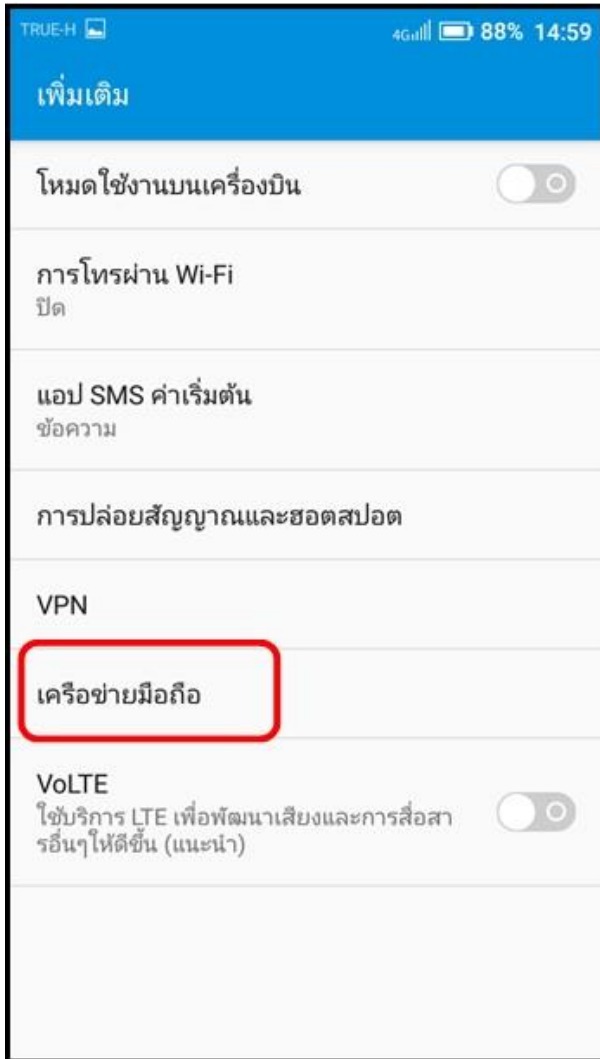 TRUE-H 4G 88% 14:59
เพิ่มเติม
โหมดใช้งานบนเครื่องบิน
การโทรผ่าน Wi-Fi
ปิด
แอป SMS ค่าเริ่มต้น
ข้อความ
การปล่อยสัญญาณและฮอตสปอต
VPN
เครือข่ายมือถือ
VoLTE
ใช้บริการ LTE เพื่อพัฒนาเสียงและการสื่อสา
รอื่นๆให้ดีขึ้น (แนะนำ)